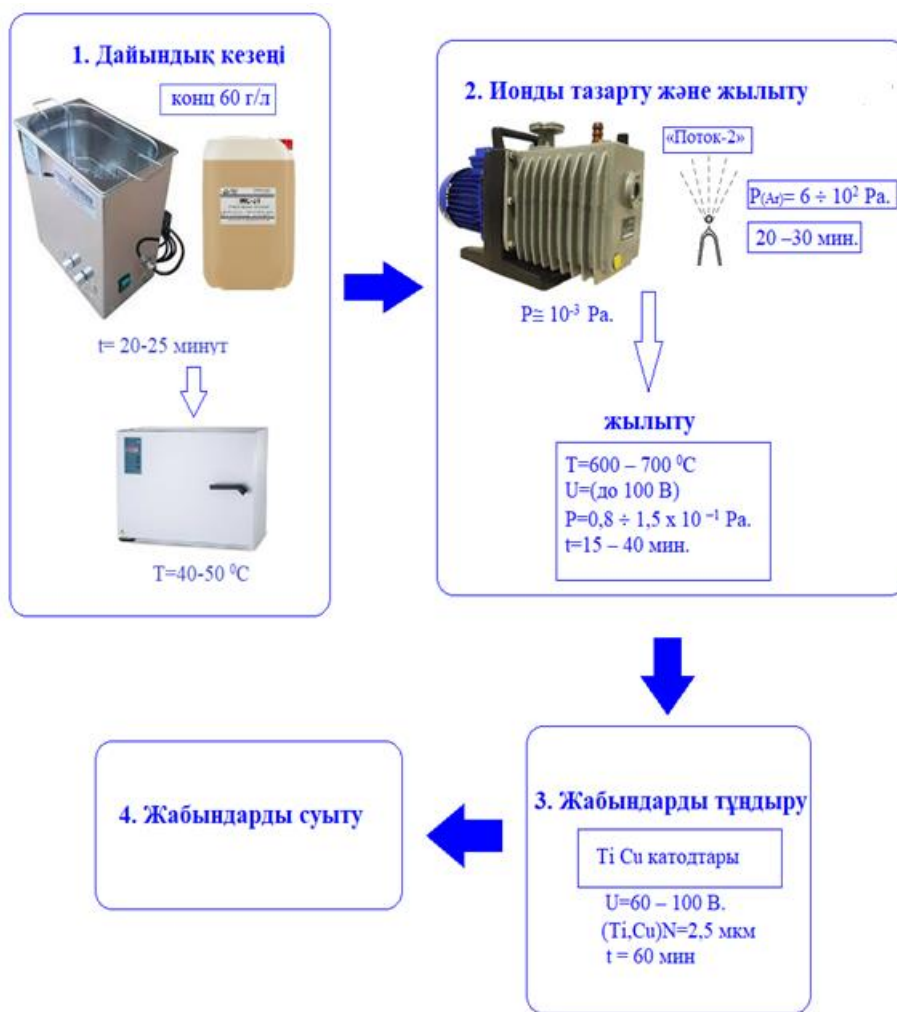 1. Дайындық кезеңі
конц 60 г/л
МС-37
t= 20-25 минут
T=40-50 ⁰C
2. Ионды тазарту және жылыту
«Поток-2»
P(Ar)= 6 ÷ 10² Pa.
20 –30 мин.
P≅ 10⁻³ Pa.
жылыту
T=600 – 700 ⁰C
U=(до 100 В)
P=0,8 ÷ 1,5 x 10 ⁻¹ Pa.
t=15 – 40 мин.
3. Жабындарды тұңдыру
Ti Cu катодтары
U=60 – 100 В.
(Ti,Cu)N=2,5 мкм
t = 60 мин
4. Жабындарды суыту